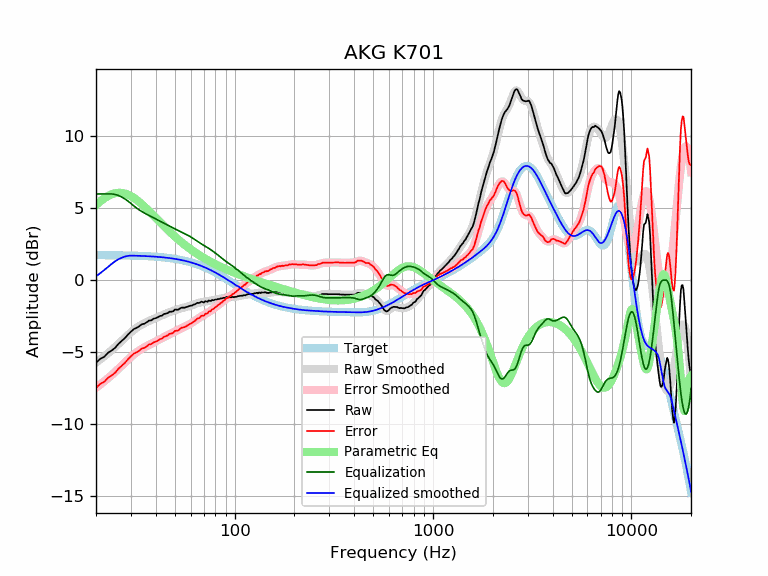 AKG K701
Amplitude (dBr)
10
5
0
−5
−10
−15
Target
Raw Smoothed
Error Smoothed
Raw
Error
Parametric Eq
Equalization
Equalized smoothed
100
1000
10000
Frequency (Hz)